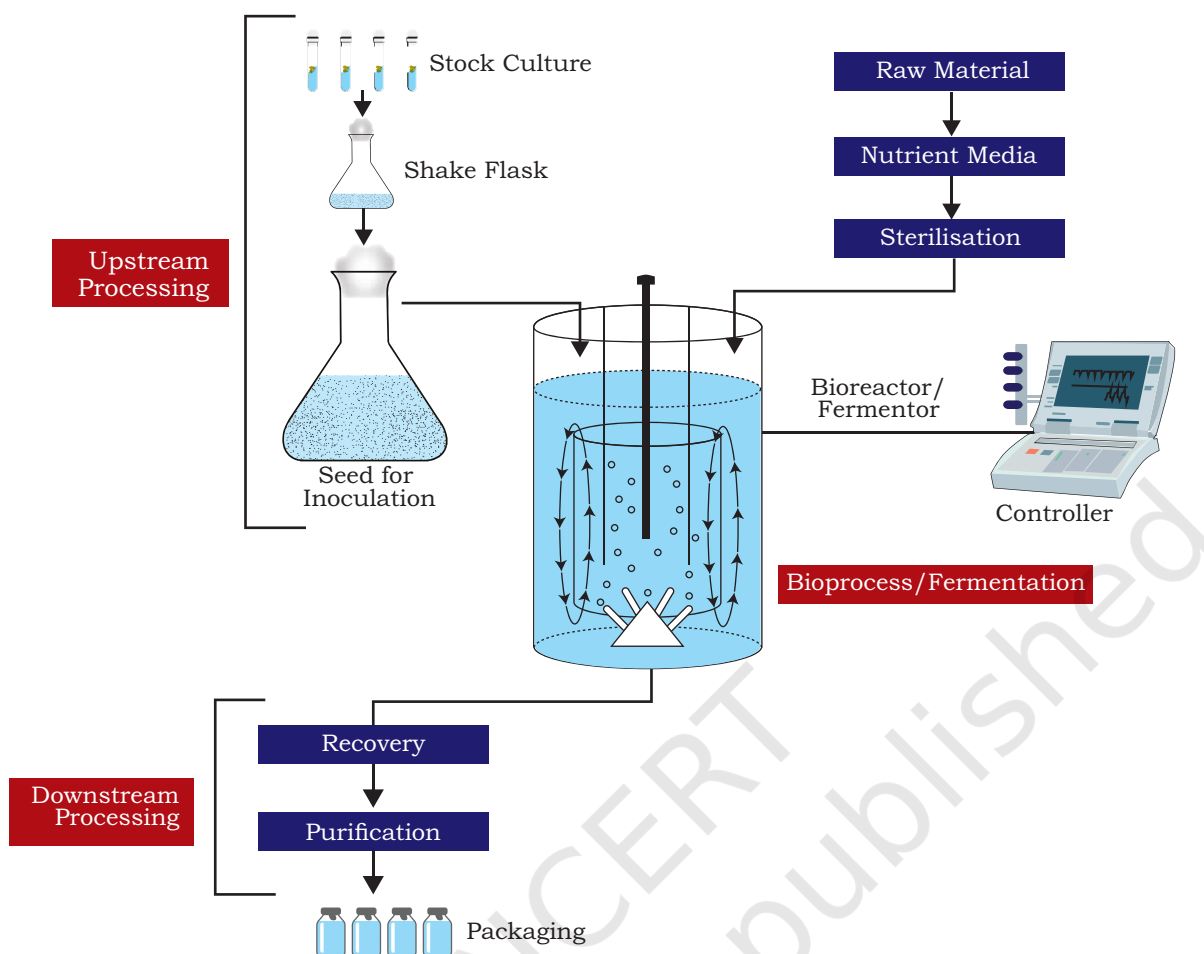 Stock Culture
Shake Flask
Upstream
Processing
Seed for
Inoculation
Raw Material
Nutrient Media
Sterilisation
Bioreactor/
Fermentor
Controller
Bioprocess/Fermentation
Downstream
Processing
Recovery
Purification
Packaging
NCERT
published